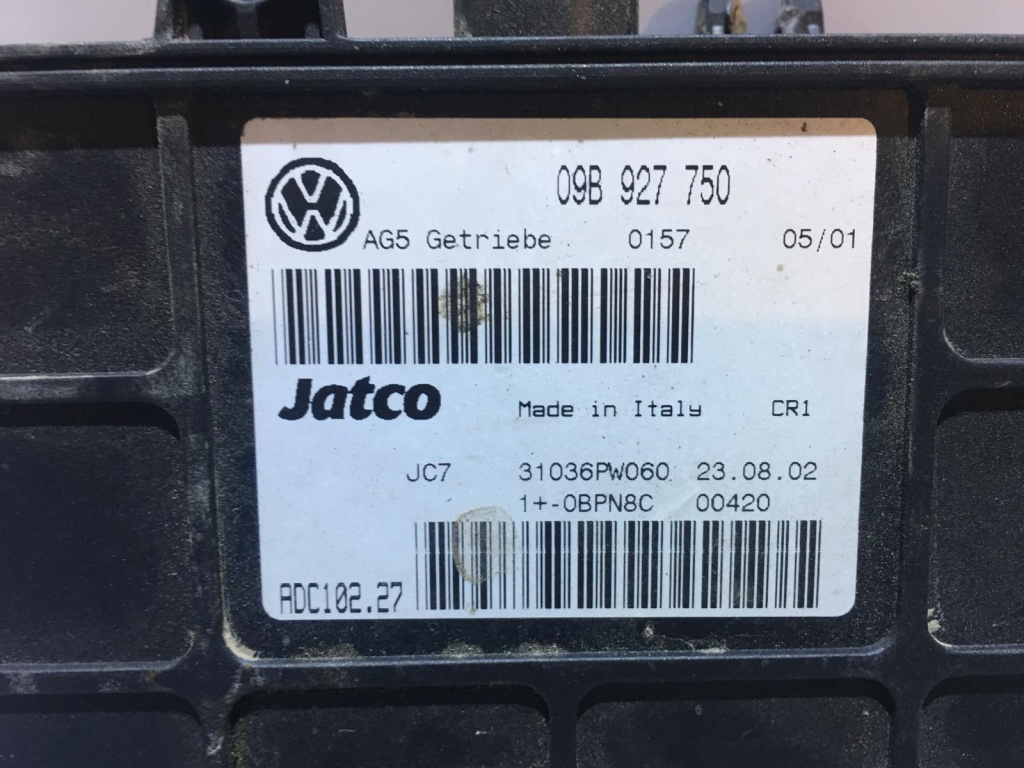 09B 927 750
AG5 Getriebe 0157 05/01
Jatco Made in Italy CR1
JC7 31036PW060 23.08.02
1+-0BPN8C 00420
ADC102.27